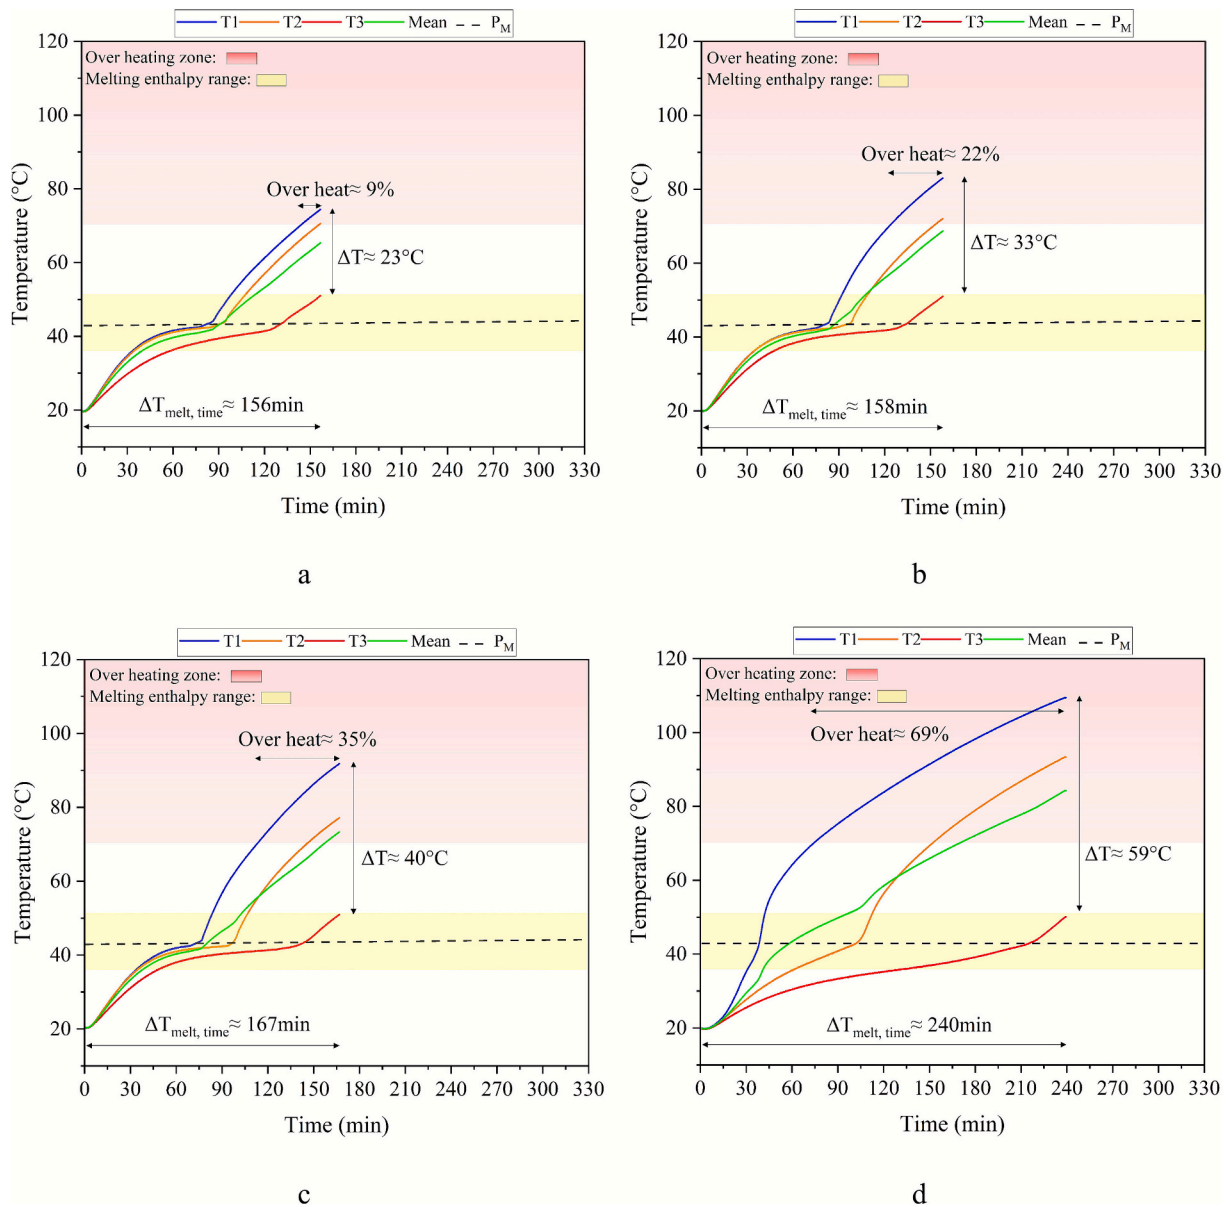 T1 T2 T3 Mean P_M
120
100
80
60
40
20
Temperature (°C)
Over heating zone:
Melting enthalpy range:
Over heat≈ 9%
ΔT≈ 23°C
ΔT_melt, time≈ 156min
0 30 60 90 120 150 180 210 240 270 300 330
Time (min)
a
T1 T2 T3 Mean P_M
120
100
80
60
40
20
Temperature (°C)
Over heating zone:
Melting enthalpy range:
Over heat≈ 22%
ΔT≈ 33°C
ΔT_melt, time≈ 158min
0 30 60 90 120 150 180 210 240 270 300 330
Time (min)
b
T1 T2 T3 Mean P_M
120
100
80
60
40
20
Temperature (°C)
Over heating zone:
Melting enthalpy range:
Over heat≈ 35%
ΔT≈ 40°C
ΔT_melt, time≈ 167min
0 30 60 90 120 150 180 210 240 270 300 330
Time (min)
c
T1 T2 T3 Mean P_M
120
100
80
60
40
20
Temperature (°C)
Over heating zone:
Melting enthalpy range:
Over heat≈ 69%
ΔT≈ 59°C
ΔT_melt, time≈ 240min
0 30 60 90 120 150 180 210 240 270 300 330
Time (min)
d